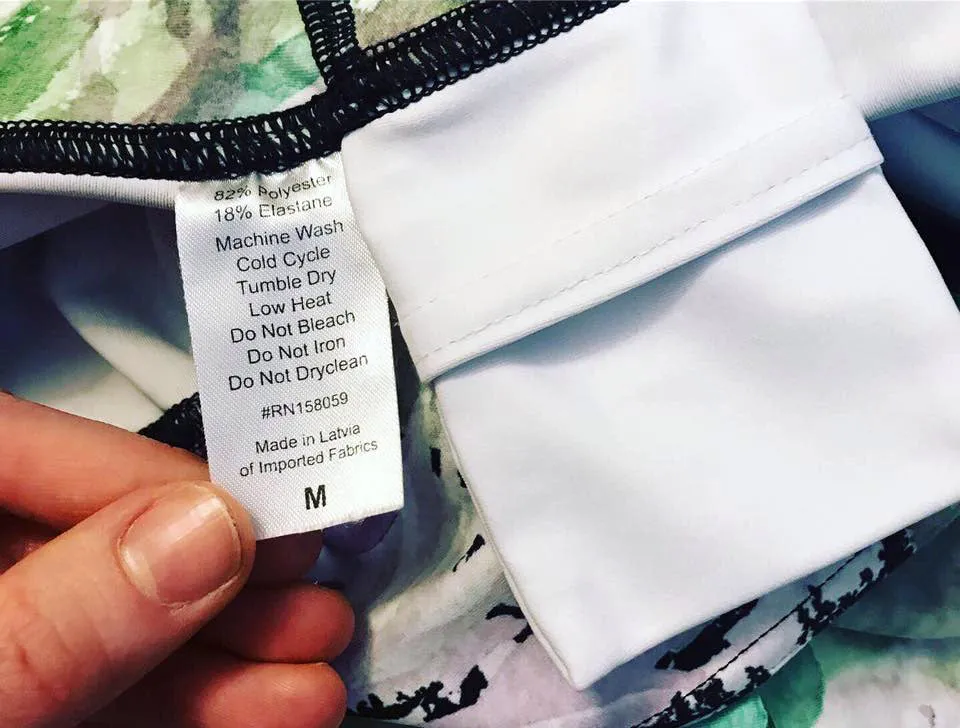 82% Polyester
18% Elastane
Machine Wash
Cold Cycle
Tumble Dry
Low Heat
Do Not Bleach
Do Not Iron
Do Not Dryclean
#RN158059
Made in Latvia
of Imported Fabrics
M